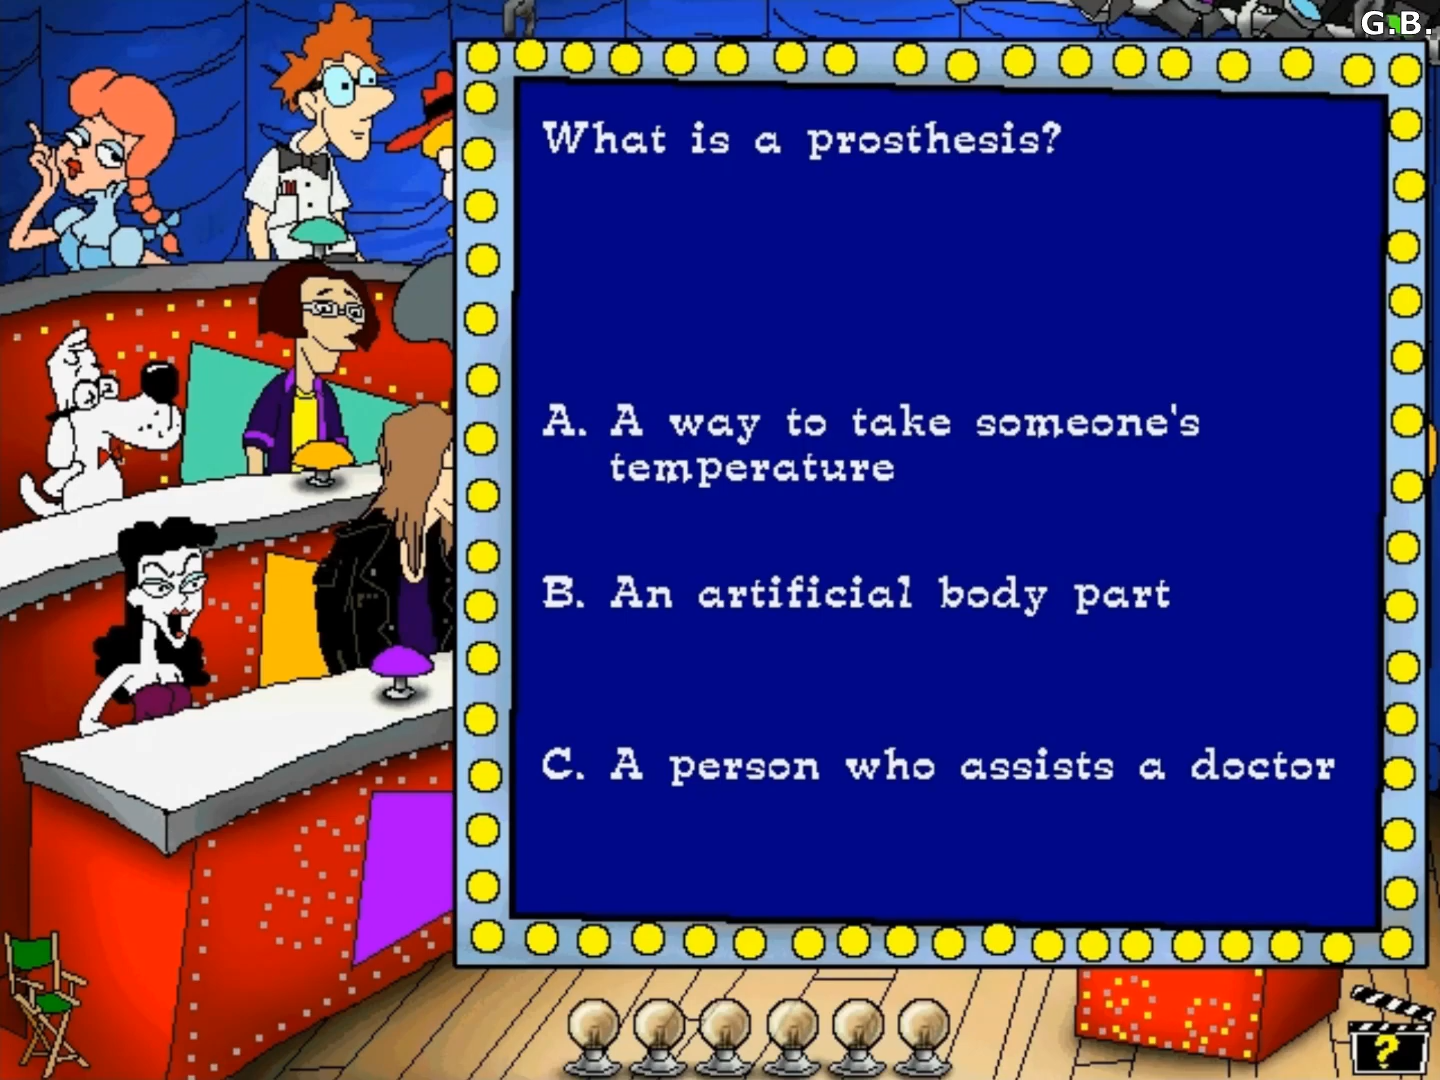 G.B.
What is a prosthesis?
A. A way to take someone's
temperature
B. An artificial body part
C. A person who assists a doctor
?